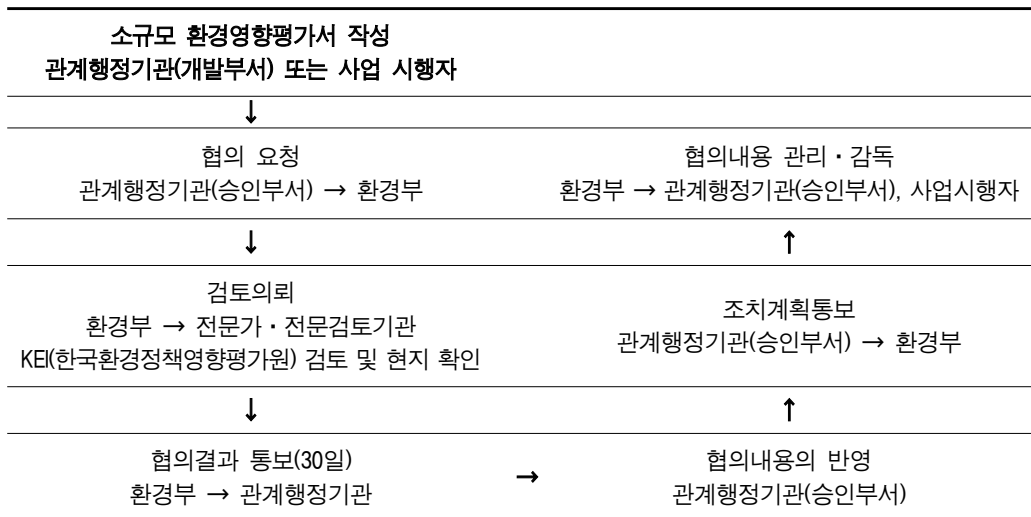 소규모 환경영향평가서 작성
관계행정기관(개발부서) 또는 사업 시행자
↓
협의 요청
관계행정기관(승인부서) → 환경부
↓
검토의뢰
환경부 → 전문가·전문검토기관
KEI(한국환경정책영향평가원) 검토 및 현지 확인
↓
협의결과 통보(30일)
환경부 → 관계행정기관
→
협의내용의 반영
관계행정기관(승인부서)
↑
조치계획통보
관계행정기관(승인부서) → 환경부
↑
협의내용 관리·감독
환경부 → 관계행정기관(승인부서), 사업시행자